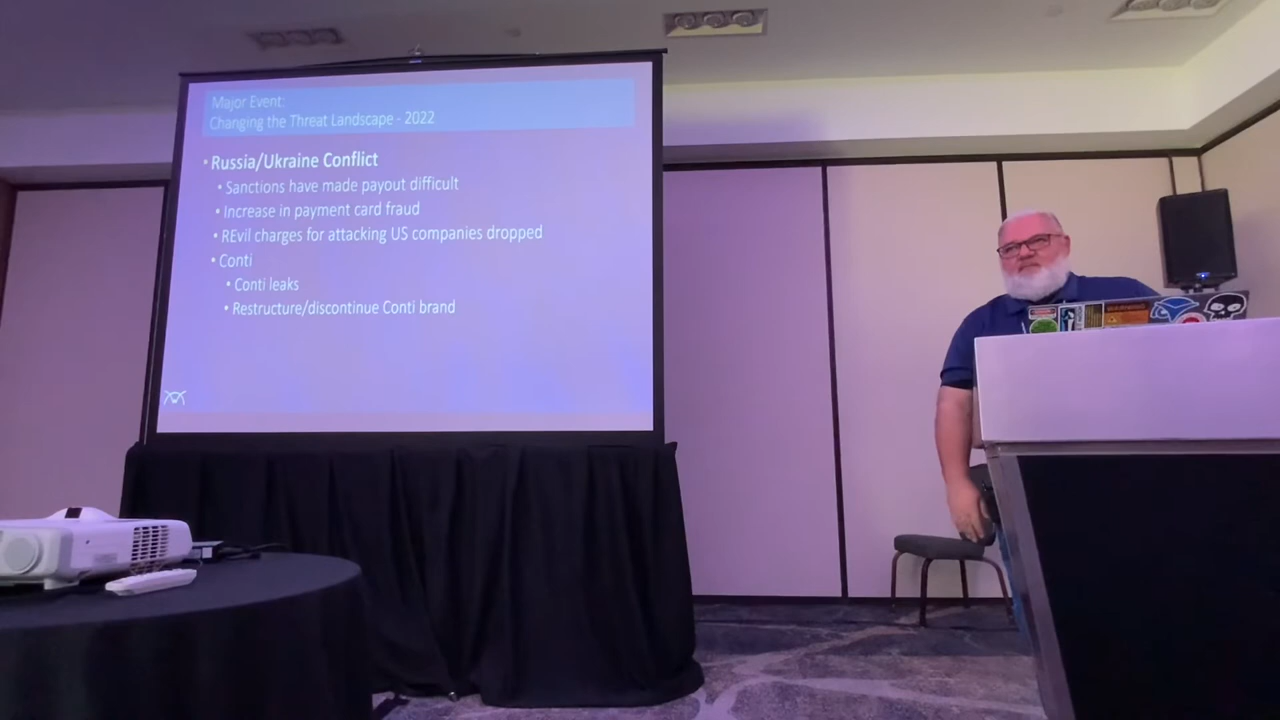 Major Event:
Changing the Threat Landscape - 2022
• Russia/Ukraine Conflict
• Sanctions have made payout difficult
• Increase in payment card fraud
• REvil charges for attacking US companies dropped
• Conti
• Conti leaks
• Restructure/discontinue Conti brand